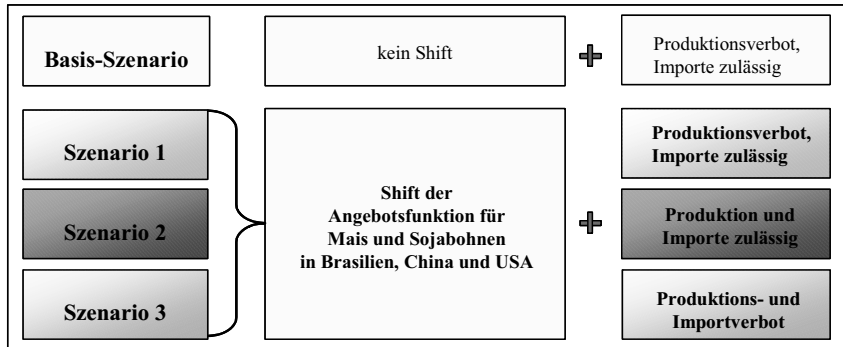 Basis-Szenario
kein Shift
+
Produktionsverbot,
Importe zulässig
Szenario 1
Szenario 2
Szenario 3
Shift der
Angebotsfunktion für
Mais und Sojabohnen
in Brasilien, China und USA
+
Produktionsverbot,
Importe zulässig
Produktion und
Importe zulässig
Produktions- und
Importverbot